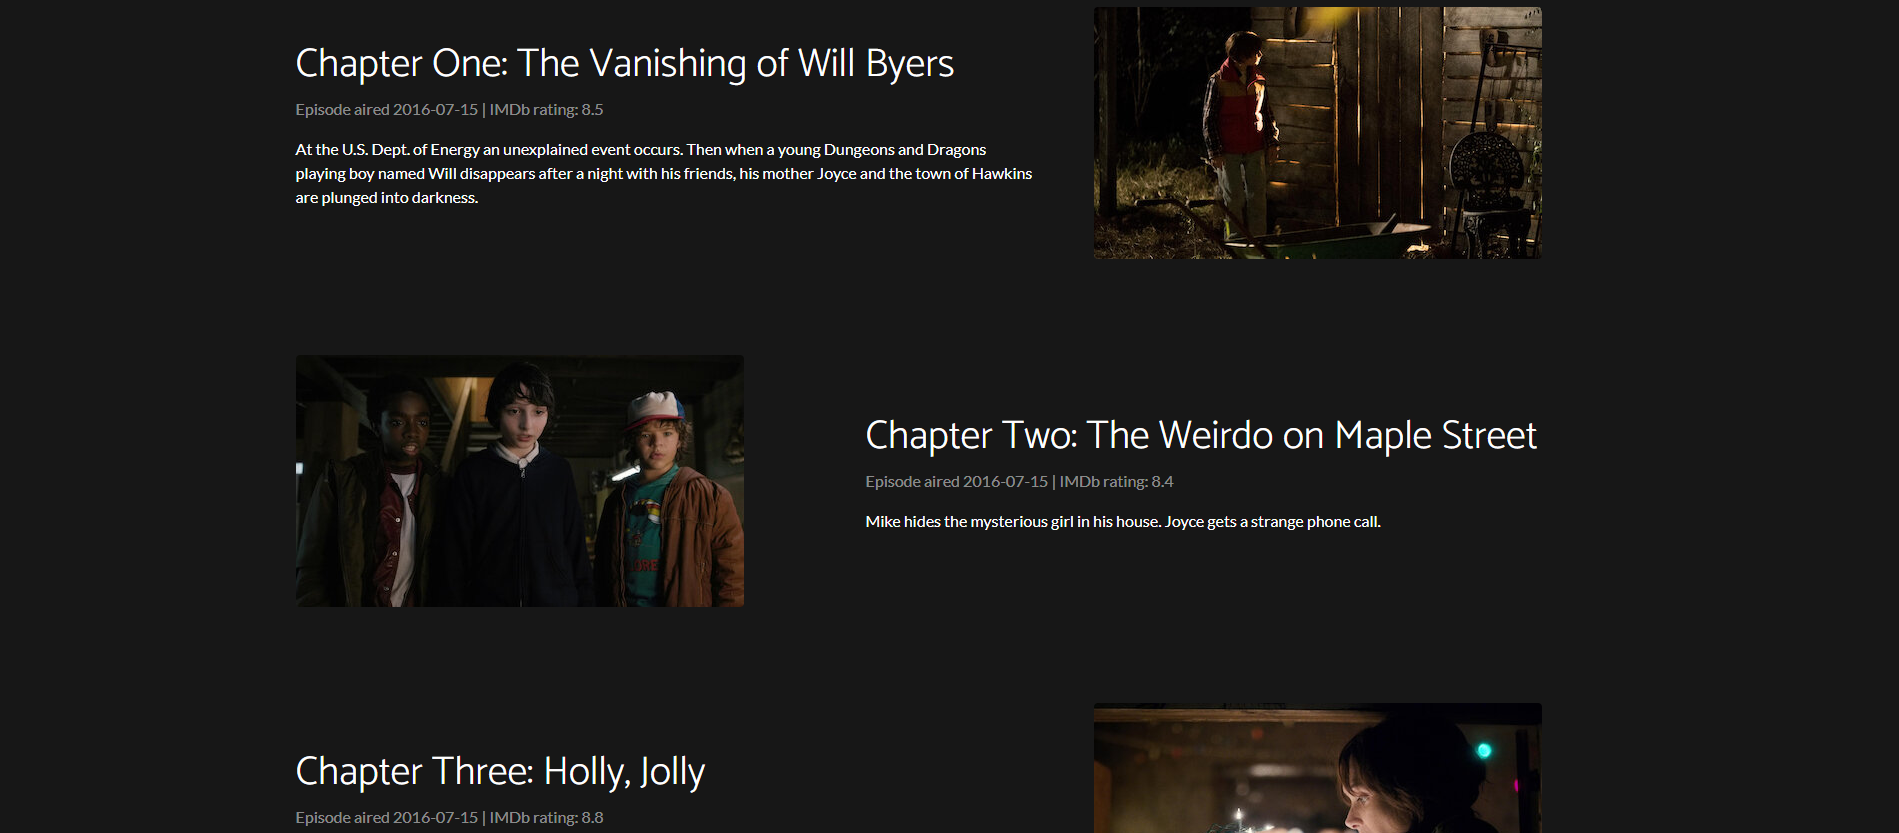 Chapter One: The Vanishing of Will Byers
Episode aired 2016-07-15 | IMDb rating: 8.5
At the U.S. Dept. of Energy an unexplained event occurs. Then when a young Dungeons and Dragons
playing boy named Will disappears after a night with his friends, his mother Joyce and the town of Hawkins
are plunged into darkness.
Chapter Two: The Weirdo on Maple Street
Episode aired 2016-07-15 | IMDb rating: 8.4
Mike hides the mysterious girl in his house. Joyce gets a strange phone call.
Chapter Three: Holly, Jolly
Episode aired 2016-07-15 | IMDb rating: 8.8